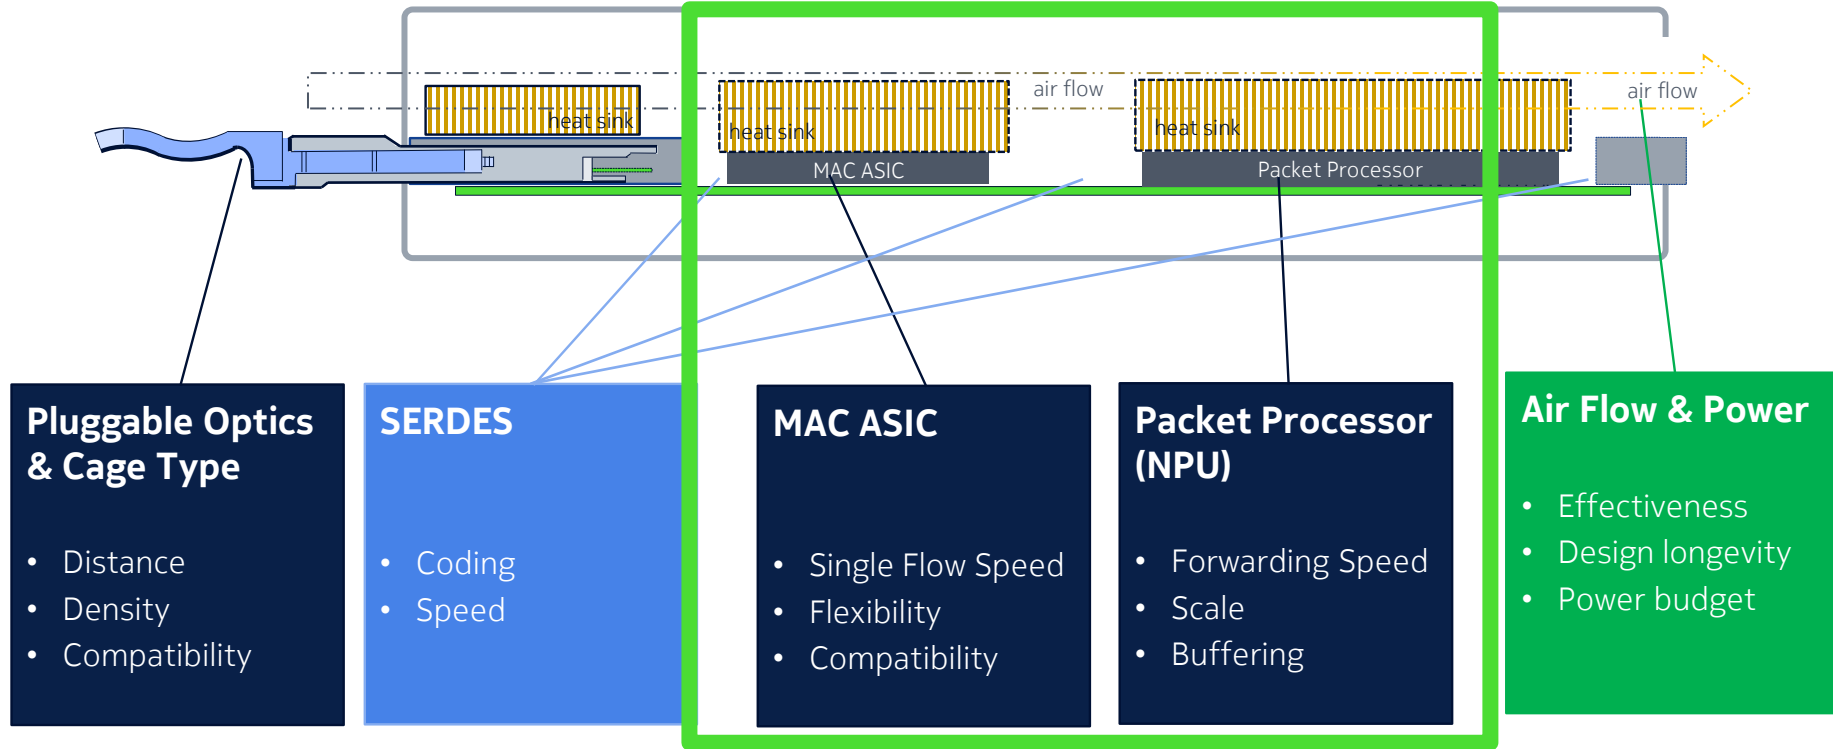 air flow
air flow
heat sink
heat sink
heat sink
MAC ASIC
Packet Processor
Pluggable Optics
& Cage Type
• Distance
• Density
• Compatibility
SERDES
• Coding
• Speed
MAC ASIC
• Single Flow Speed
• Flexibility
• Compatibility
Packet Processor
(NPU)
• Forwarding Speed
• Scale
• Buffering
Air Flow & Power
• Effectiveness
• Design longevity
• Power budget